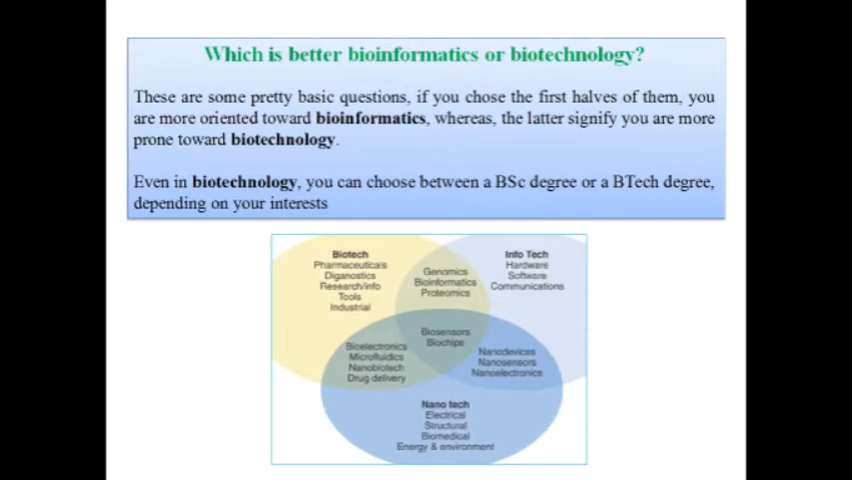 Which is better bioinformatics or biotechnology?
These are some pretty basic questions, if you chose the first halves of them, you
are more oriented toward bioinformatics, whereas, the latter signify you are more
prone toward biotechnology.
Even in biotechnology, you can choose between a BSc degree or a BTech degree,
depending on your interests
Biotech
Pharmaceuticals
Diganostics
Research/info
Tools
Industrial
Genomics
Bioinformatics
Proteomics
Info Tech
Hardware
Software
Communications
Biosensors
Biochips
Bioelectronics
Microfluidics
Nanobiotech
Drug delivery
Nanodevices
Nanosensors
Nanoelectronics
Nano tech
Electrical
Structural
Biomedical
Energy & environment